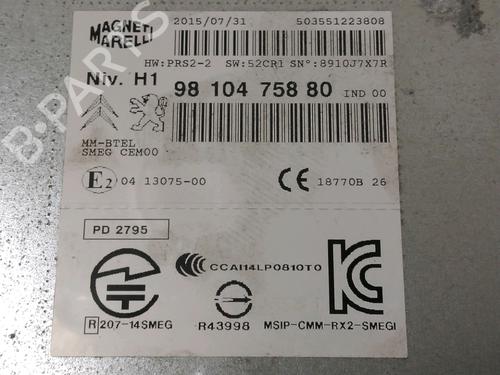 MAGNETI
MARELLI
2015/07/31 503551223808
HW:PRS2-2 SW:52CR1 SN°:8910J7X7R
Niv. H1
98 104 758 80 IND 00
MM-BTEL
SMEG CEM00
E2 04 13075-00
CE 18770B 26
PD 2795
CCAI14LP0810T0
R 207-14SMEG
R43998
MSIP-CMM-RX2-SMEGI
B-PARTS